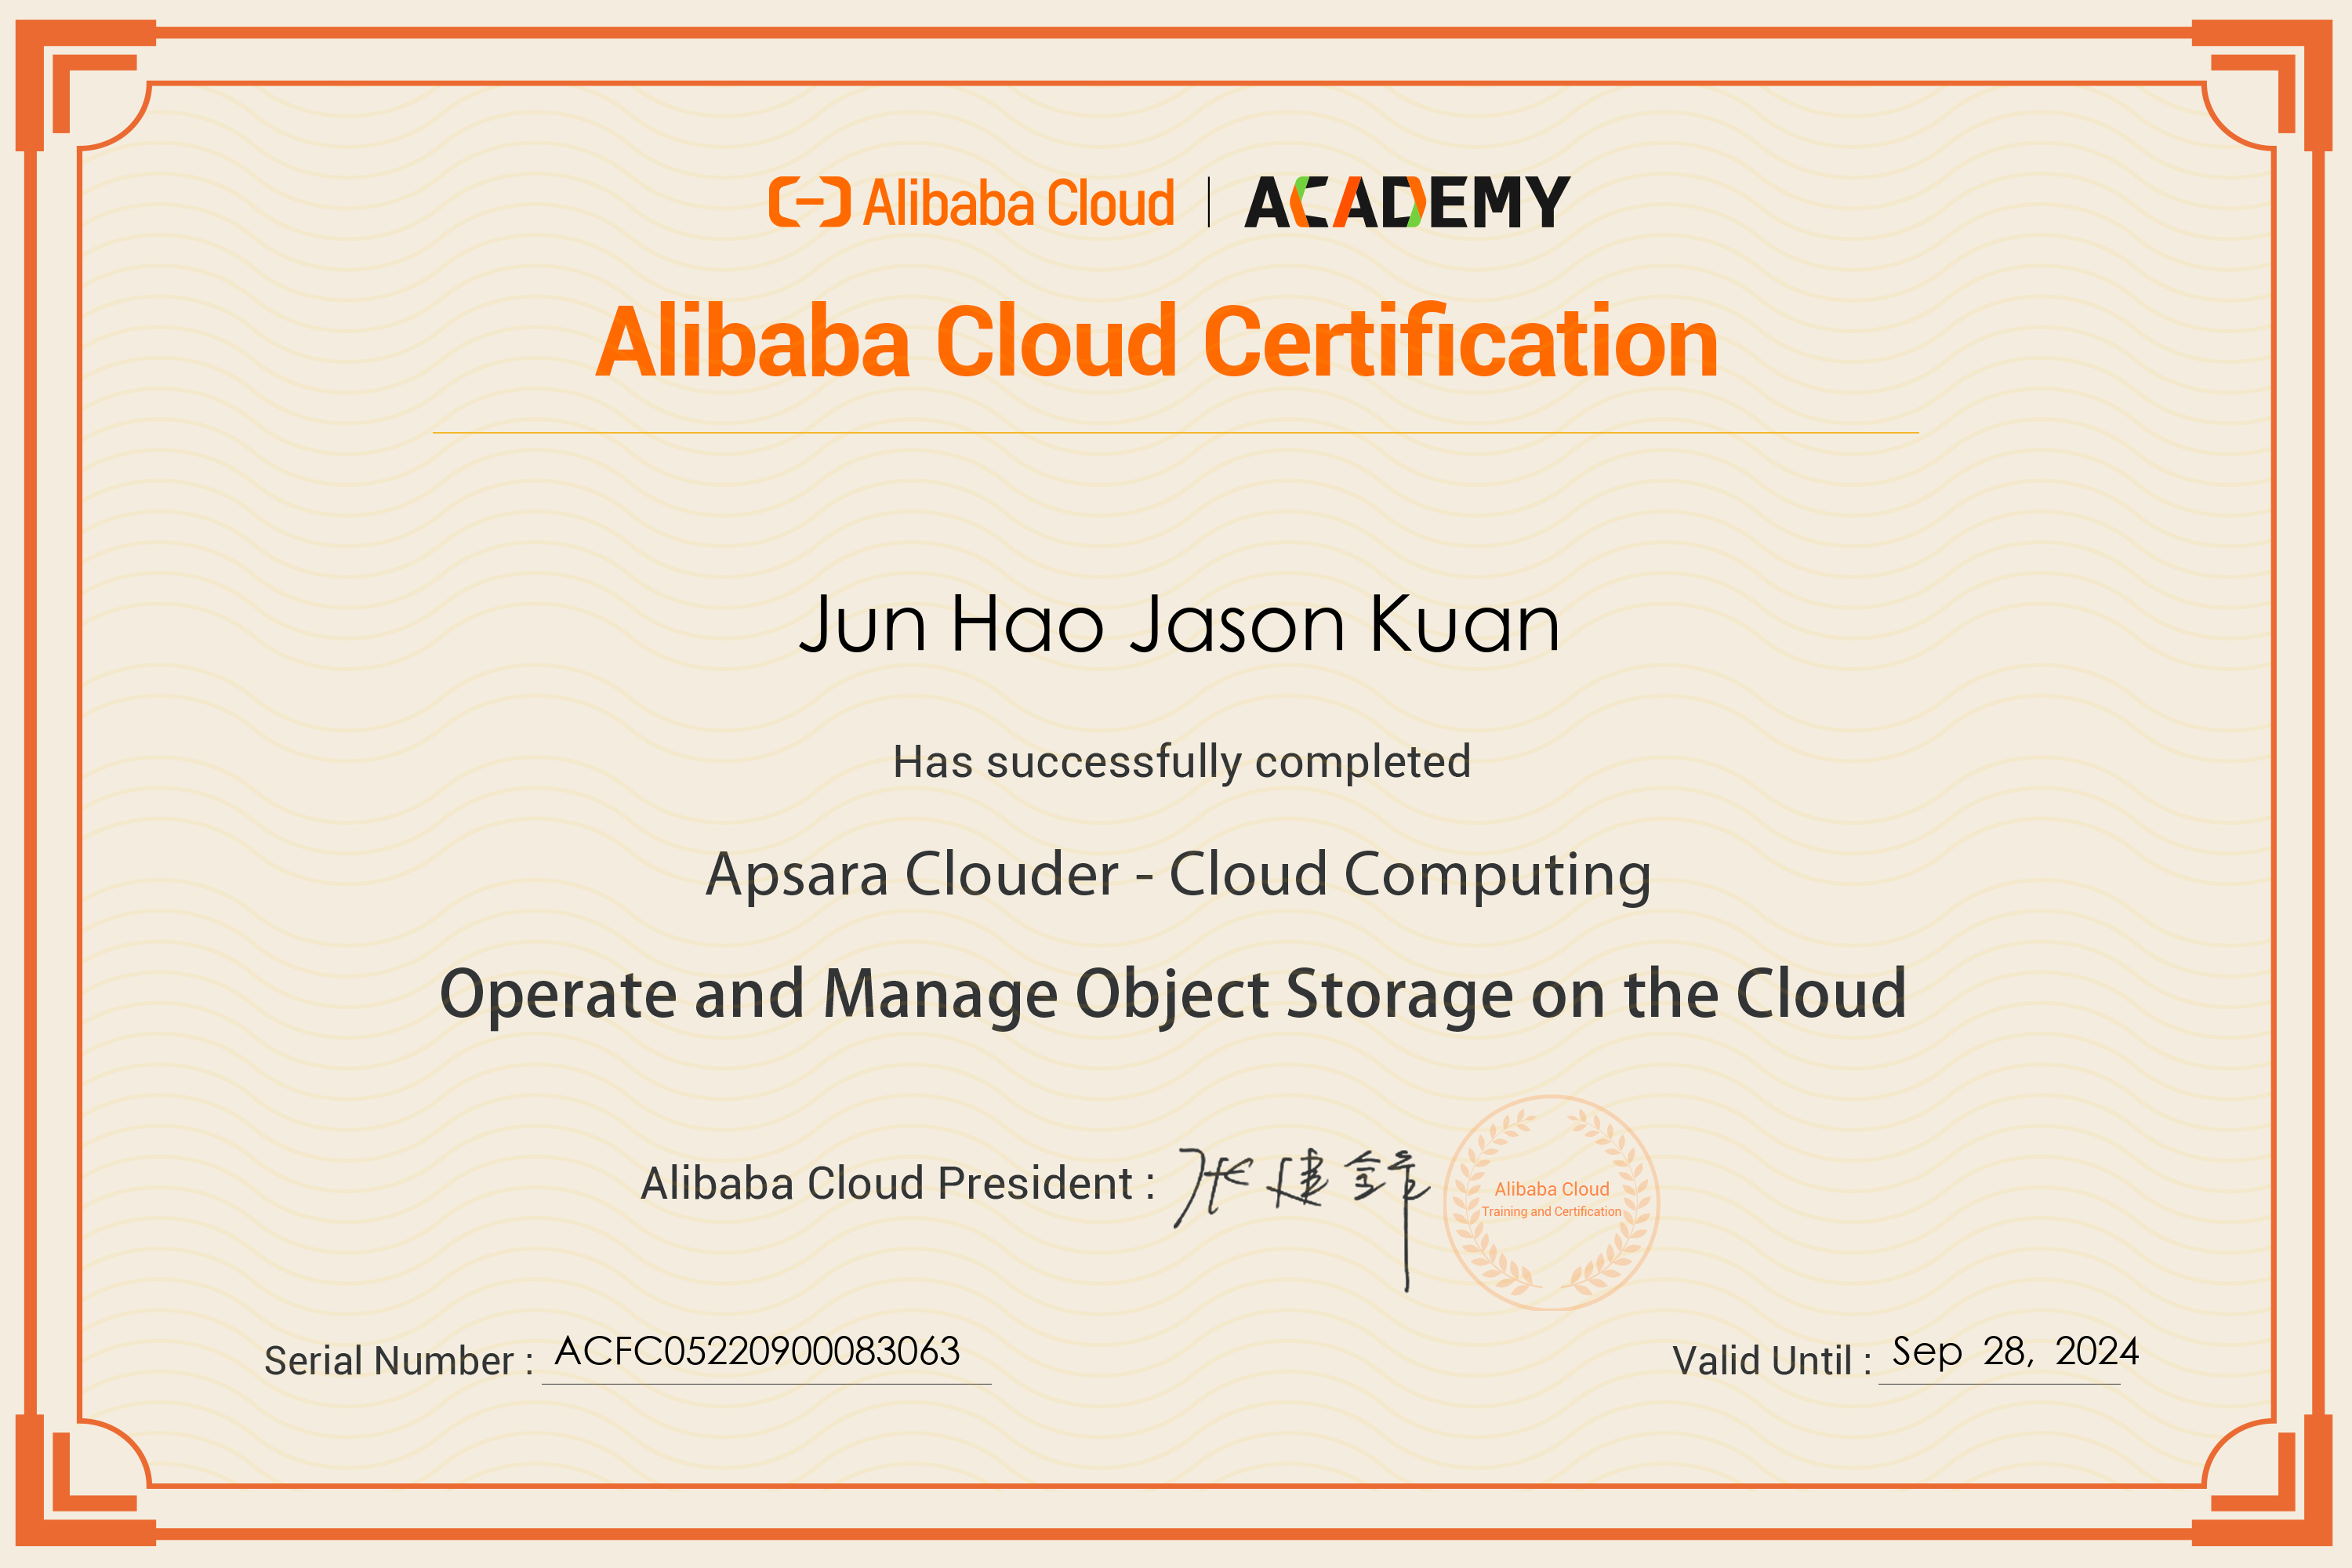 Alibaba Cloud | ACADEMY
Alibaba Cloud Certification
Jun Hao Jason Kuan
Has successfully completed
Apsara Clouder - Cloud Computing
Operate and Manage Object Storage on the Cloud
Alibaba Cloud President : 张建锋
Alibaba Cloud
Training and Certification
Serial Number : ACFC05220900083063
Valid Until : Sep 28, 2024